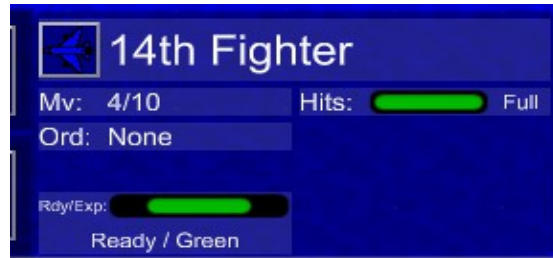 14th Fighter
Mv: 4/10 Hits: Full
Ord: None
Rdy/Exp:
Ready / Green